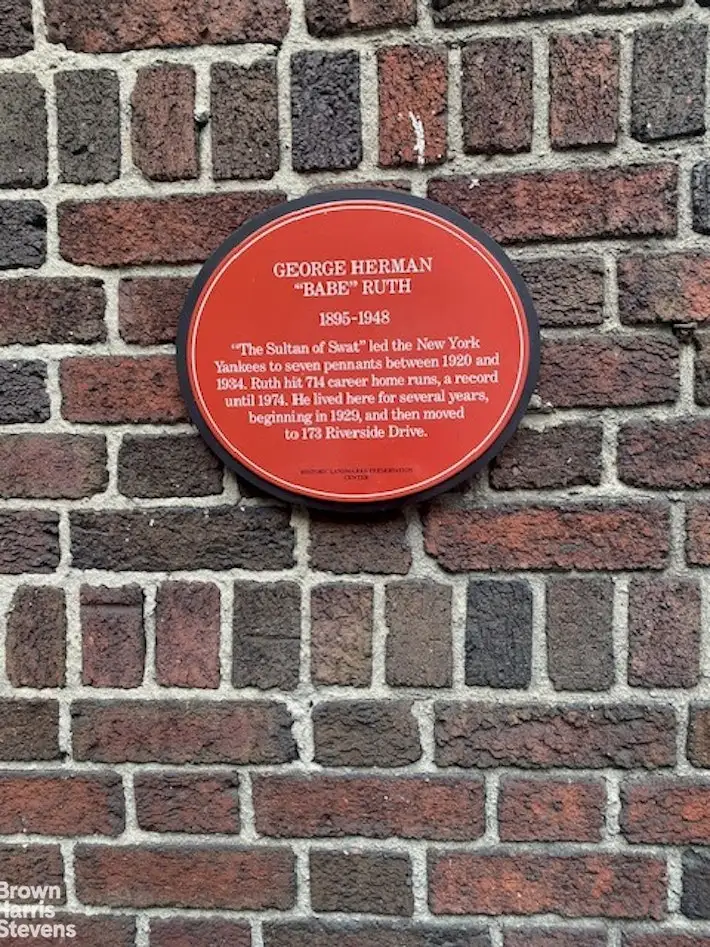 GEORGE HERMAN
"BABE" RUTH
1895-1948
"The Sultan of Swat" led the New York
Yankees to seven pennants between 1920 and
1934. Ruth hit 714 career home runs, a record
until 1974. He lived here for several years,
beginning in 1929, and then moved
to 173 Riverside Drive.
HISTORIC LANDMARKS PRESERVATION
CENTER
Brown
Harris
Stevens